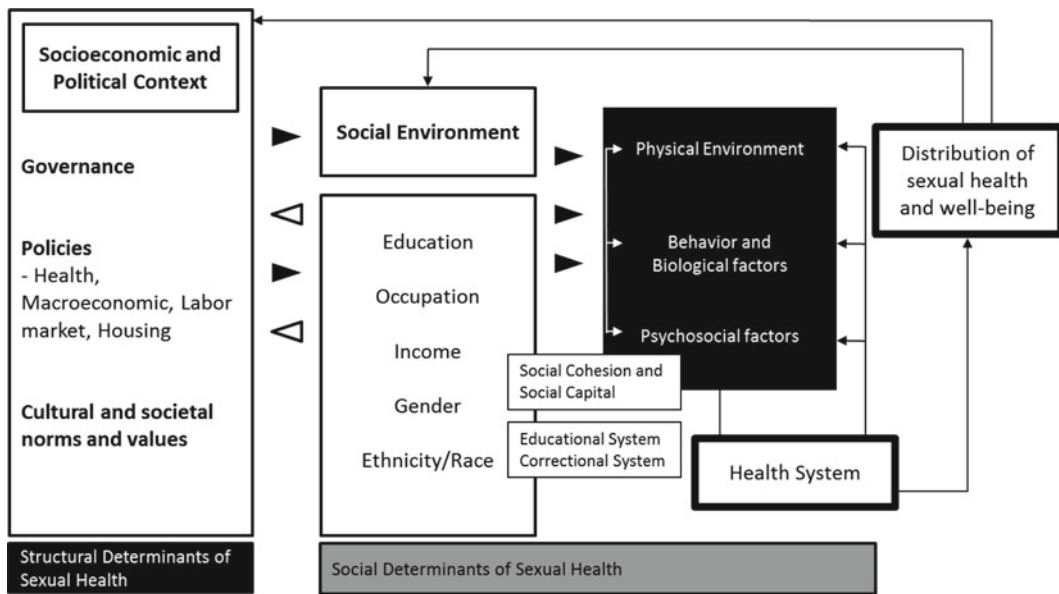 Socioeconomic and
Political Context
Governance
Policies
- Health,
Macroeconomic, Labor
market, Housing
Cultural and societal
norms and values
Structural Determinants of
Sexual Health
Social Environment
Education
Occupation
Income
Gender
Ethnicity/Race
Social Cohesion and
Social Capital
Educational System
Correctional System
Social Determinants of Sexual Health
Physical Environment
Behavior and
Biological factors
Psychosocial factors
Health System
Distribution of
sexual health
and well-being